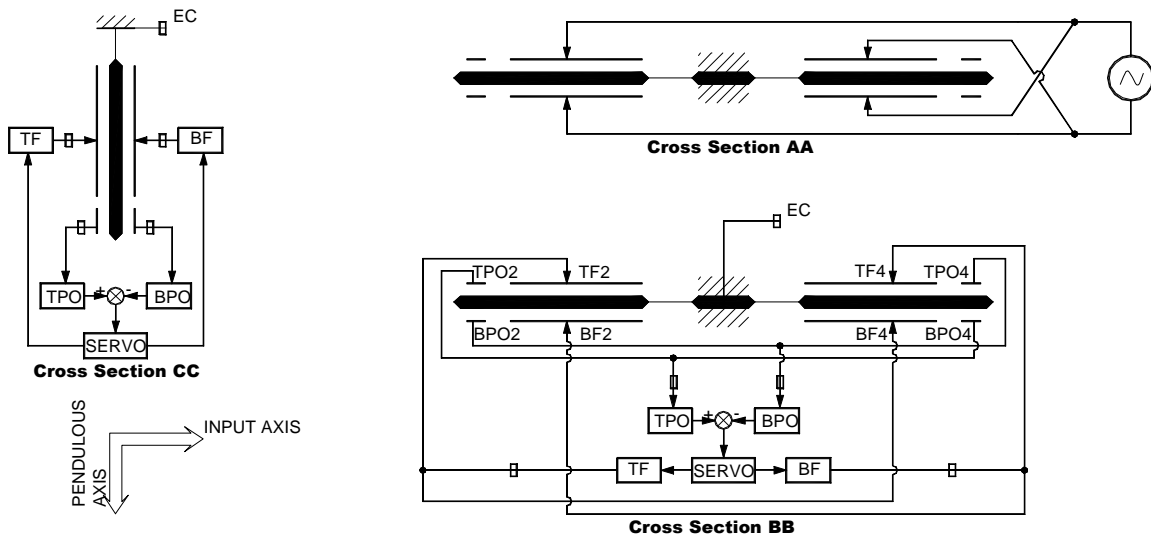 EC
TF
BF
TPO
+
-
BPO
SERVO
Cross Section CC
PENDULOUS
AXIS
INPUT AXIS
Cross Section AA
EC
TPO2
TF2
TF4
TPO4
BPO2
BF2
BF4
BPO4
TPO
+
-
BPO
TF
SERVO
BF
Cross Section BB